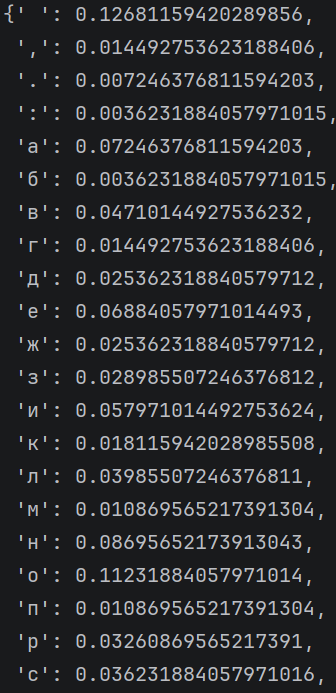 {' ': 0.12681159420289856,
',': 0.014492753623188406,
'.': 0.007246376811594203,
':': 0.0036231884057971015,
'а': 0.07246376811594203,
'б': 0.0036231884057971015,
'в': 0.04710144927536232,
'г': 0.014492753623188406,
'д': 0.025362318840579712,
'е': 0.06884057971014493,
'ж': 0.025362318840579712,
'з': 0.028985507246376812,
'и': 0.057971014492753624,
'к': 0.018115942028985508,
'л': 0.03985507246376811,
'м': 0.010869565217391304,
'н': 0.08695652173913043,
'о': 0.11231884057971014,
'п': 0.010869565217391304,
'р': 0.03260869565217391,
'с': 0.036231884057971016,